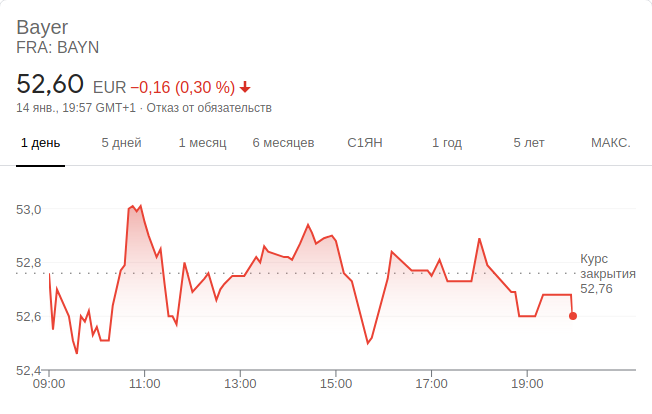 Bayer
FRA: BAYN
52,60 EUR −0,16 (0,30 %)
14 янв., 19:57 GMT+1 · Отказ от обязательств
1 день 5 дней 1 месяц 6 месяцев С1ЯН 1 год 5 лет МАКС.
53,0
52,8
52,6
52,4
Курс
закрытия
52,76
09:00 11:00 13:00 15:00 17:00 19:00